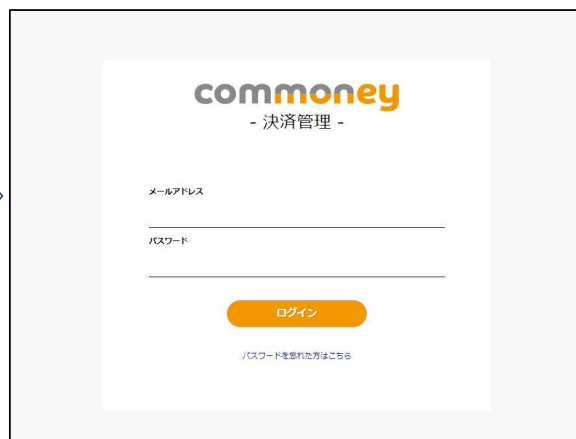 commoney
- 決済管理 -
メールアドレス
パスワード
ログイン
パスワードを忘れた方はこちら